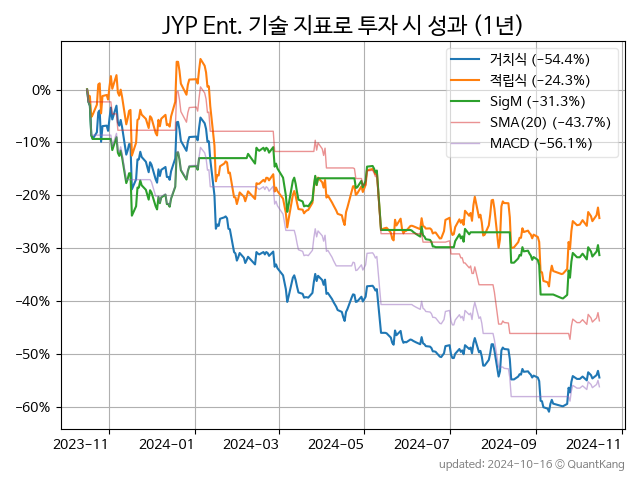 JYP Ent. 기술 지표로 투자 시 성과 (1년)
거치식 (−54.4%)
적립식 (−24.3%)
SigM (−31.3%)
SMA(20) (−43.7%)
MACD (−56.1%)
0%
−10%
−20%
−30%
−40%
−50%
−60%
2023-11 2024-01 2024-03 2024-05 2024-07 2024-09 2024-11
updated: 2024-10-16 © QuantKang